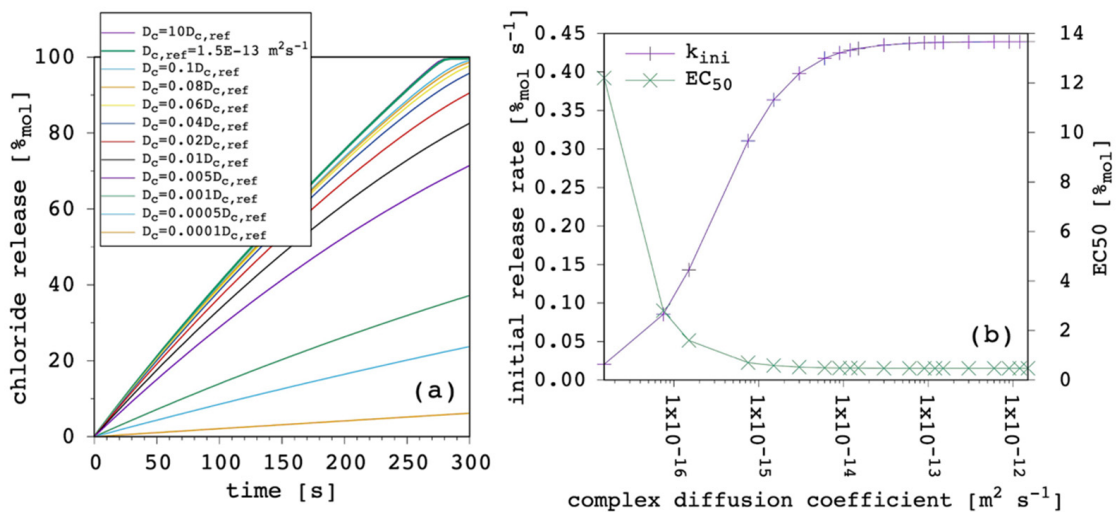 Dc=10Dc,ref
Dc,ref=1.5E-13 m2s-1
Dc=0.1Dc,ref
Dc=0.08Dc,ref
Dc=0.06Dc,ref
Dc=0.04Dc,ref
Dc=0.02Dc,ref
Dc=0.01Dc,ref
Dc=0.005Dc,ref
Dc=0.001Dc,ref
Dc=0.0005Dc,ref
Dc=0.0001Dc,ref
chloride release [%mol]
100
80
60
40
20
0
0 50 100 150 200 250 300
time [s]
(a)
initial release rate [%mol s-1]
0.45
0.40
0.35
0.30
0.25
0.20
0.15
0.10
0.05
0.00
kini
EC50
(b)
14
12
10
8
6
4
2
0
EC50 [%mol]
1x10-16
1x10-15
1x10-14
1x10-13
1x10-12
complex diffusion coefficient [m2 s-1]